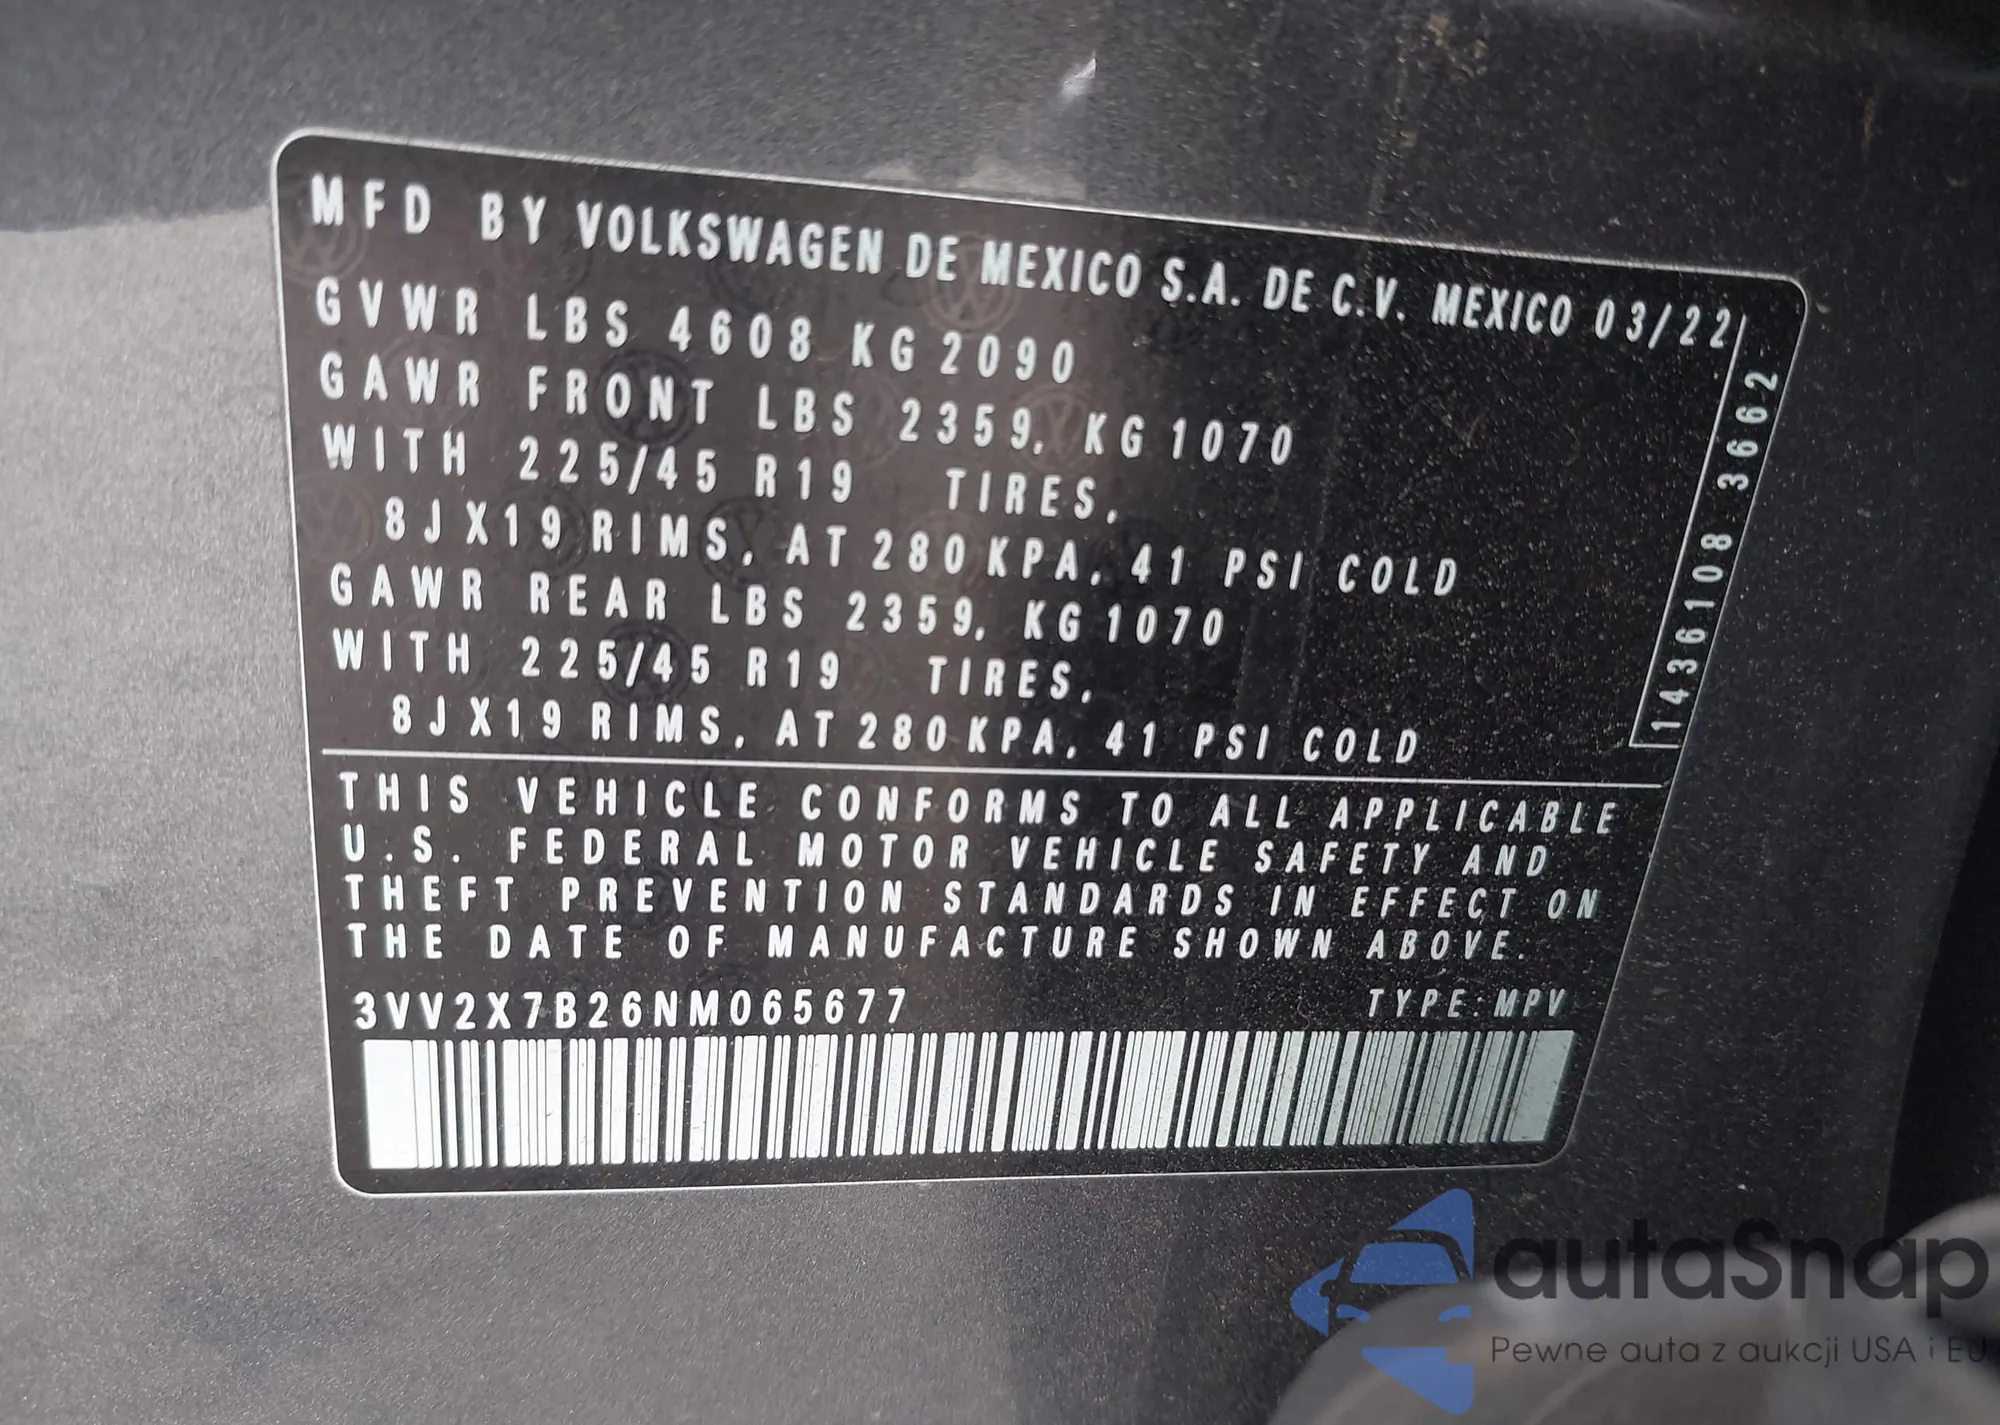 MFD BY VOLKSWAGEN DE MEXICO S.A. DE C.V. MEXICO 03/22
GVWR LBS 4608 KG 2090
GAWR FRONT LBS 2359, KG 1070
WITH 225/45 R19 TIRES,
8JX19 RIMS, AT 280 KPA, 41 PSI COLD
GAWR REAR LBS 2359, KG 1070
WITH 225/45 R19 TIRES,
8JX19 RIMS, AT 280 KPA, 41 PSI COLD
1436108 3662
THIS VEHICLE CONFORMS TO ALL APPLICABLE
U.S. FEDERAL MOTOR VEHICLE SAFETY AND
THEFT PREVENTION STANDARDS IN EFFECT ON
THE DATE OF MANUFACTURE SHOWN ABOVE.
3VV2X7B26NM065677 TYPE: MPV
autaSnap
Pewne auta z aukcji USA i EU